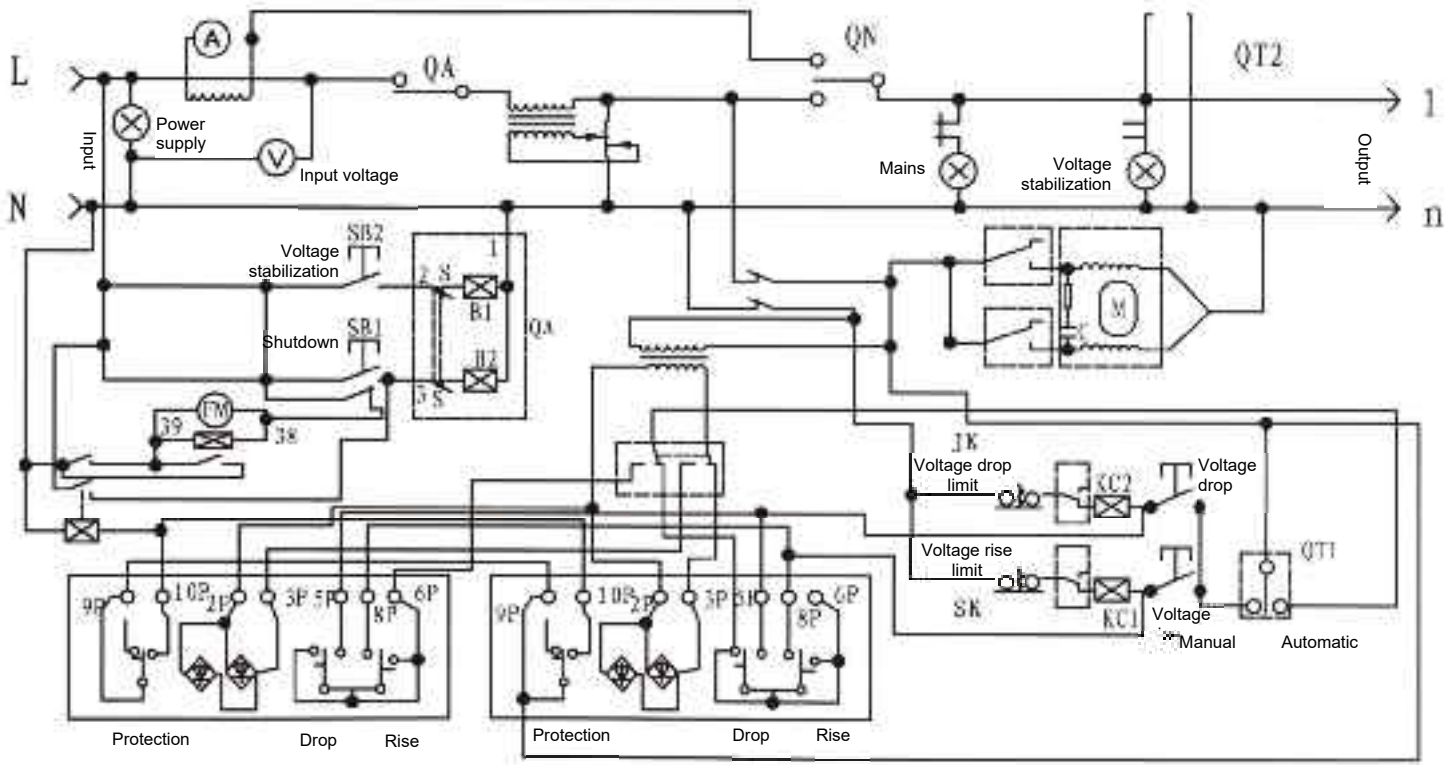 A
QN
QT2
L
QA
1
Input
Power
supply
V
Input voltage
Mains
Voltage
stabilization
Output
N
n
SB2
Voltage
stabilization
1
2
S
B1
QA
M
C
Shutdown
SB1
B2
3
S
FM
39
38
JK
Voltage drop
limit
KC2
Voltage
drop
Voltage rise
limit
QT1
SK
KC1
Voltage
Manual
Automatic
9P
10P
2P
3P
5P
8P
6P
9P
10P
2P
3P
8P
6P
Protection
Drop
Rise
Protection
Drop
Rise